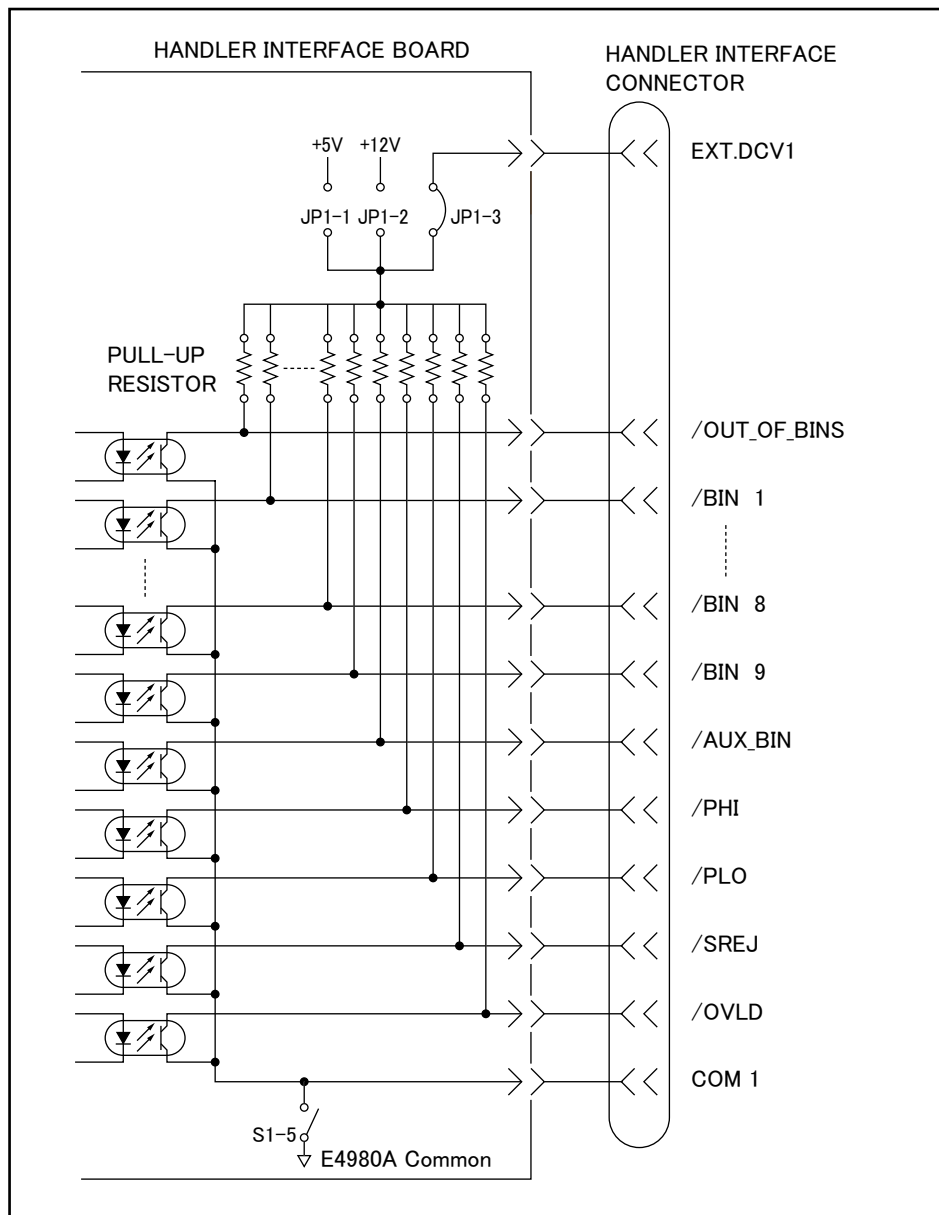 HANDLER INTERFACE BOARD
HANDLER INTERFACE
CONNECTOR
+5V +12V
EXT.DCV1
JP1-1 JP1-2 JP1-3
PULL-UP
RESISTOR
/OUT_OF_BINS
/BIN 1
/BIN 8
/BIN 9
/AUX_BIN
/PHI
/PLO
/SREJ
/OVLD
COM 1
S1-5
E4980A Common